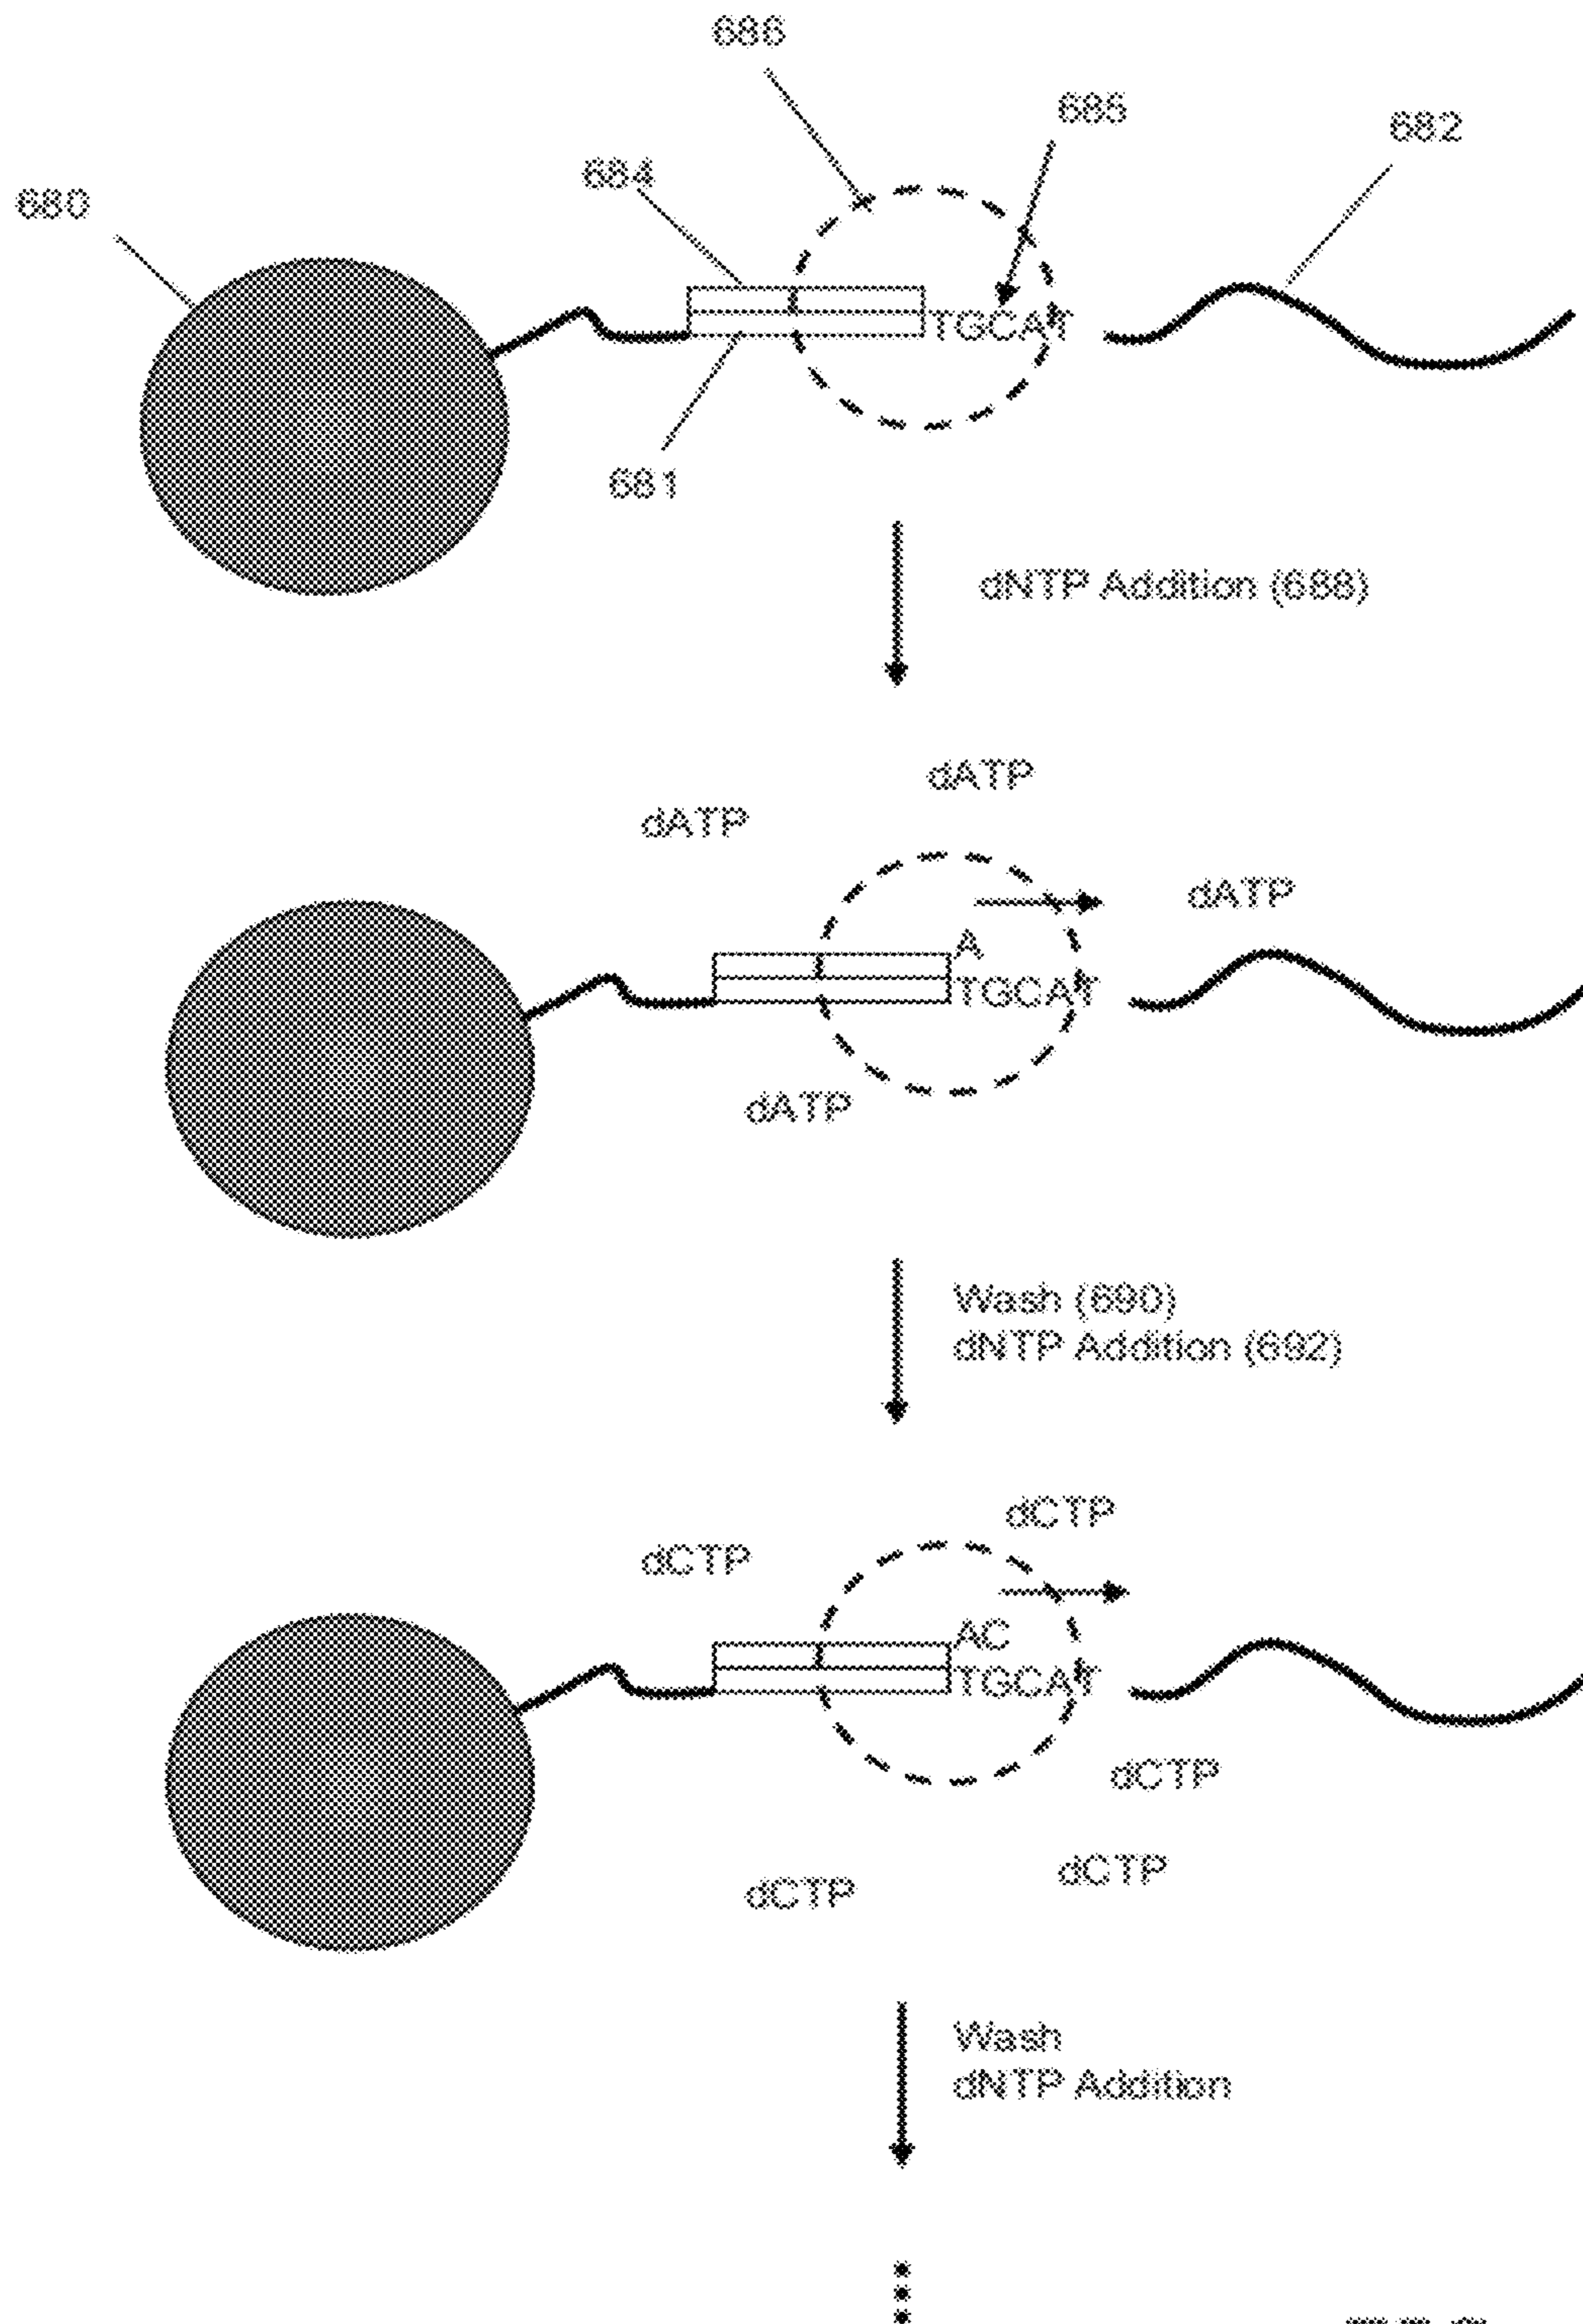 686
685
682
684
680
TGCAT
681
dNTP Addition (688)
dATP
dATP
dATP
A
TGCAT
dATP
Wash (690)
dNTP Addition (692)
dCTP
dCTP
AC
TGCAT
dCTP
dCTP
dCTP
Wash
dNTP Addition